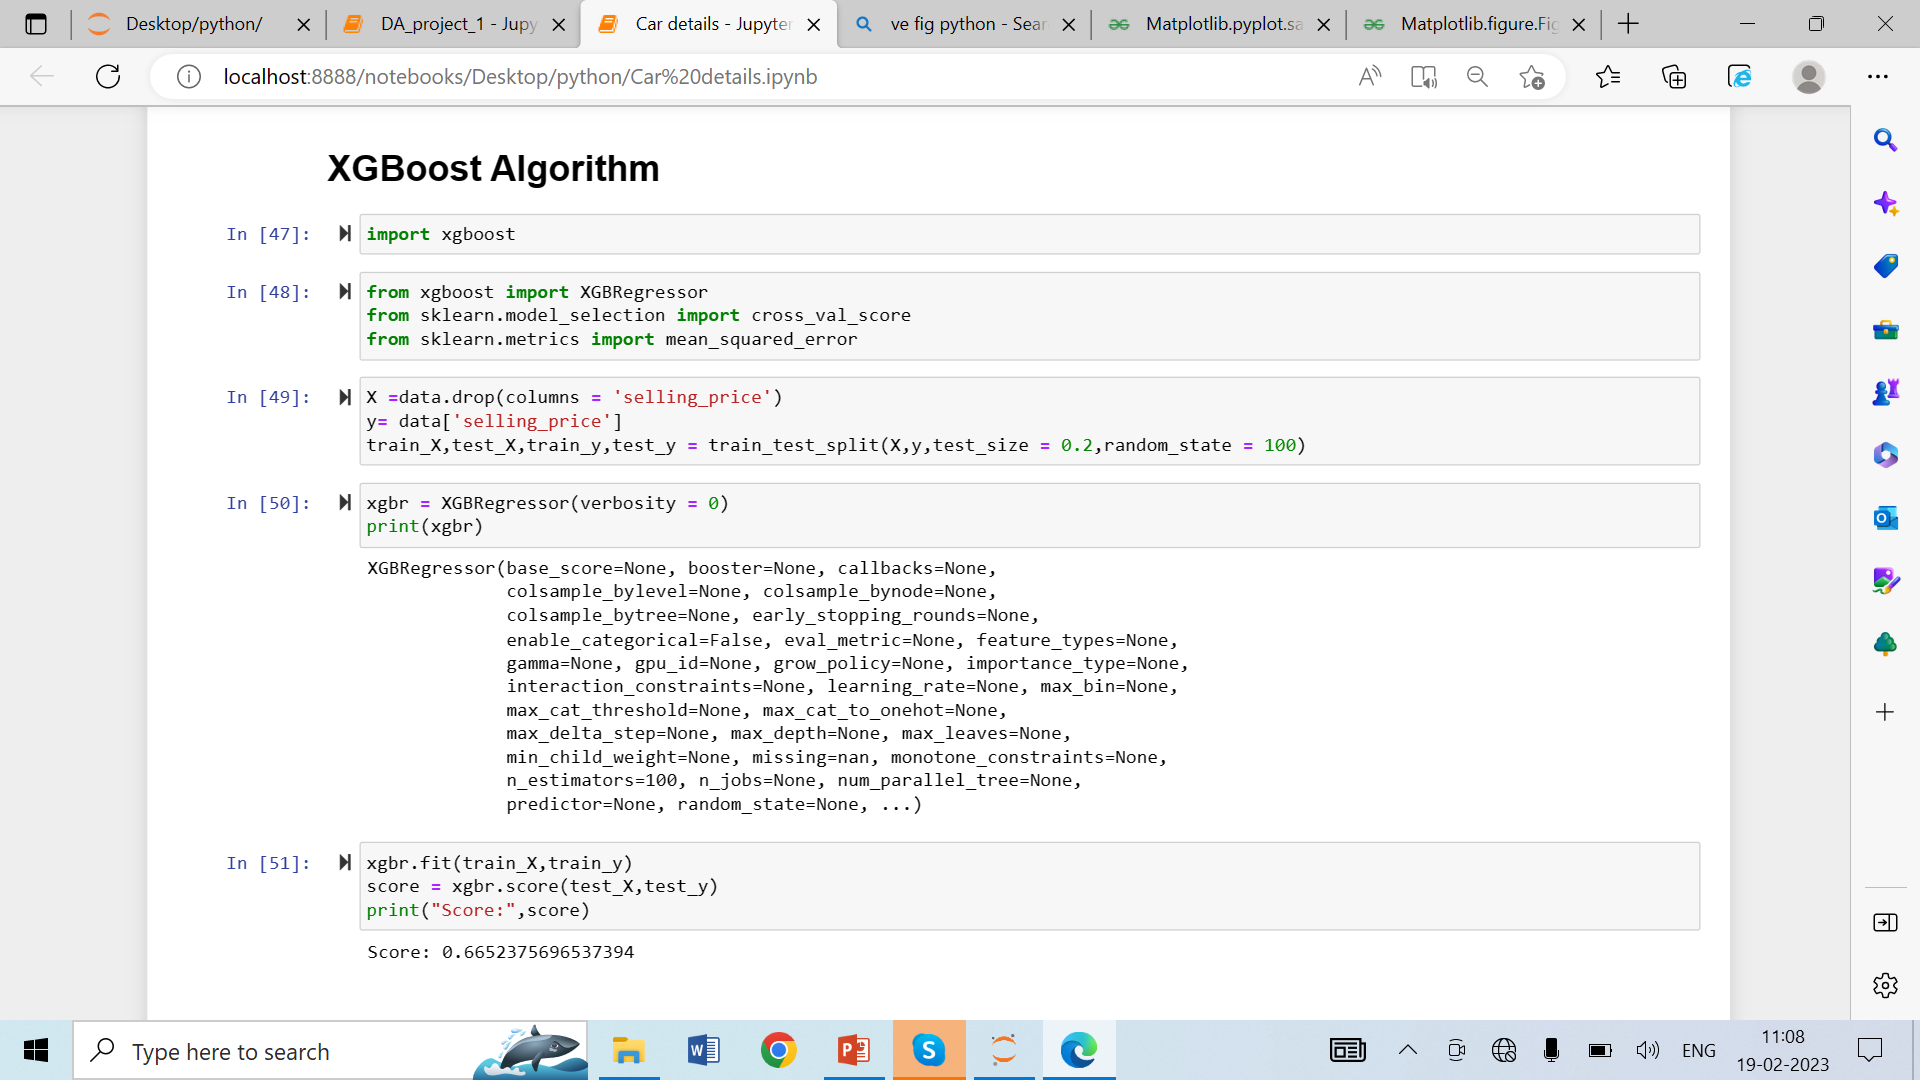 Desktop/python/
DA_project_1 - Jupy
Car details - Jupyter
ve fig python - Sear
Matplotlib.pyplot.sa
Matplotlib.figure.Fig
localhost:8888/notebooks/Desktop/python/Car%20details.ipynb
XGBoost Algorithm
In [47]: import xgboost
In [48]: from xgboost import XGBRegressor
from sklearn.model_selection import cross_val_score
from sklearn.metrics import mean_squared_error
In [49]: X =data.drop(columns = 'selling_price')
y= data['selling_price']
train_X,test_X,train_y,test_y = train_test_split(X,y,test_size = 0.2,random_state = 100)
In [50]: xgbr = XGBRegressor(verbosity = 0)
print(xgbr)
XGBRegressor(base_score=None, booster=None, callbacks=None,
colsample_bylevel=None, colsample_bynode=None,
colsample_bytree=None, early_stopping_rounds=None,
enable_categorical=False, eval_metric=None, feature_types=None,
gamma=None, gpu_id=None, grow_policy=None, importance_type=None,
interaction_constraints=None, learning_rate=None, max_bin=None,
max_cat_threshold=None, max_cat_to_onehot=None,
max_delta_step=None, max_depth=None, max_leaves=None,
min_child_weight=None, missing=nan, monotone_constraints=None,
n_estimators=100, n_jobs=None, num_parallel_tree=None,
predictor=None, random_state=None, ...)
In [51]: xgbr.fit(train_X,train_y)
score = xgbr.score(test_X,test_y)
print("Score:",score)
Score: 0.6652375696537394
Type here to search
ENG
11:08
19-02-2023